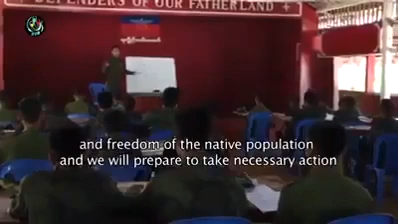 DEFENDERS OF OUR FATHERLAND
and freedom of the native population
and we will prepare to take necessary action